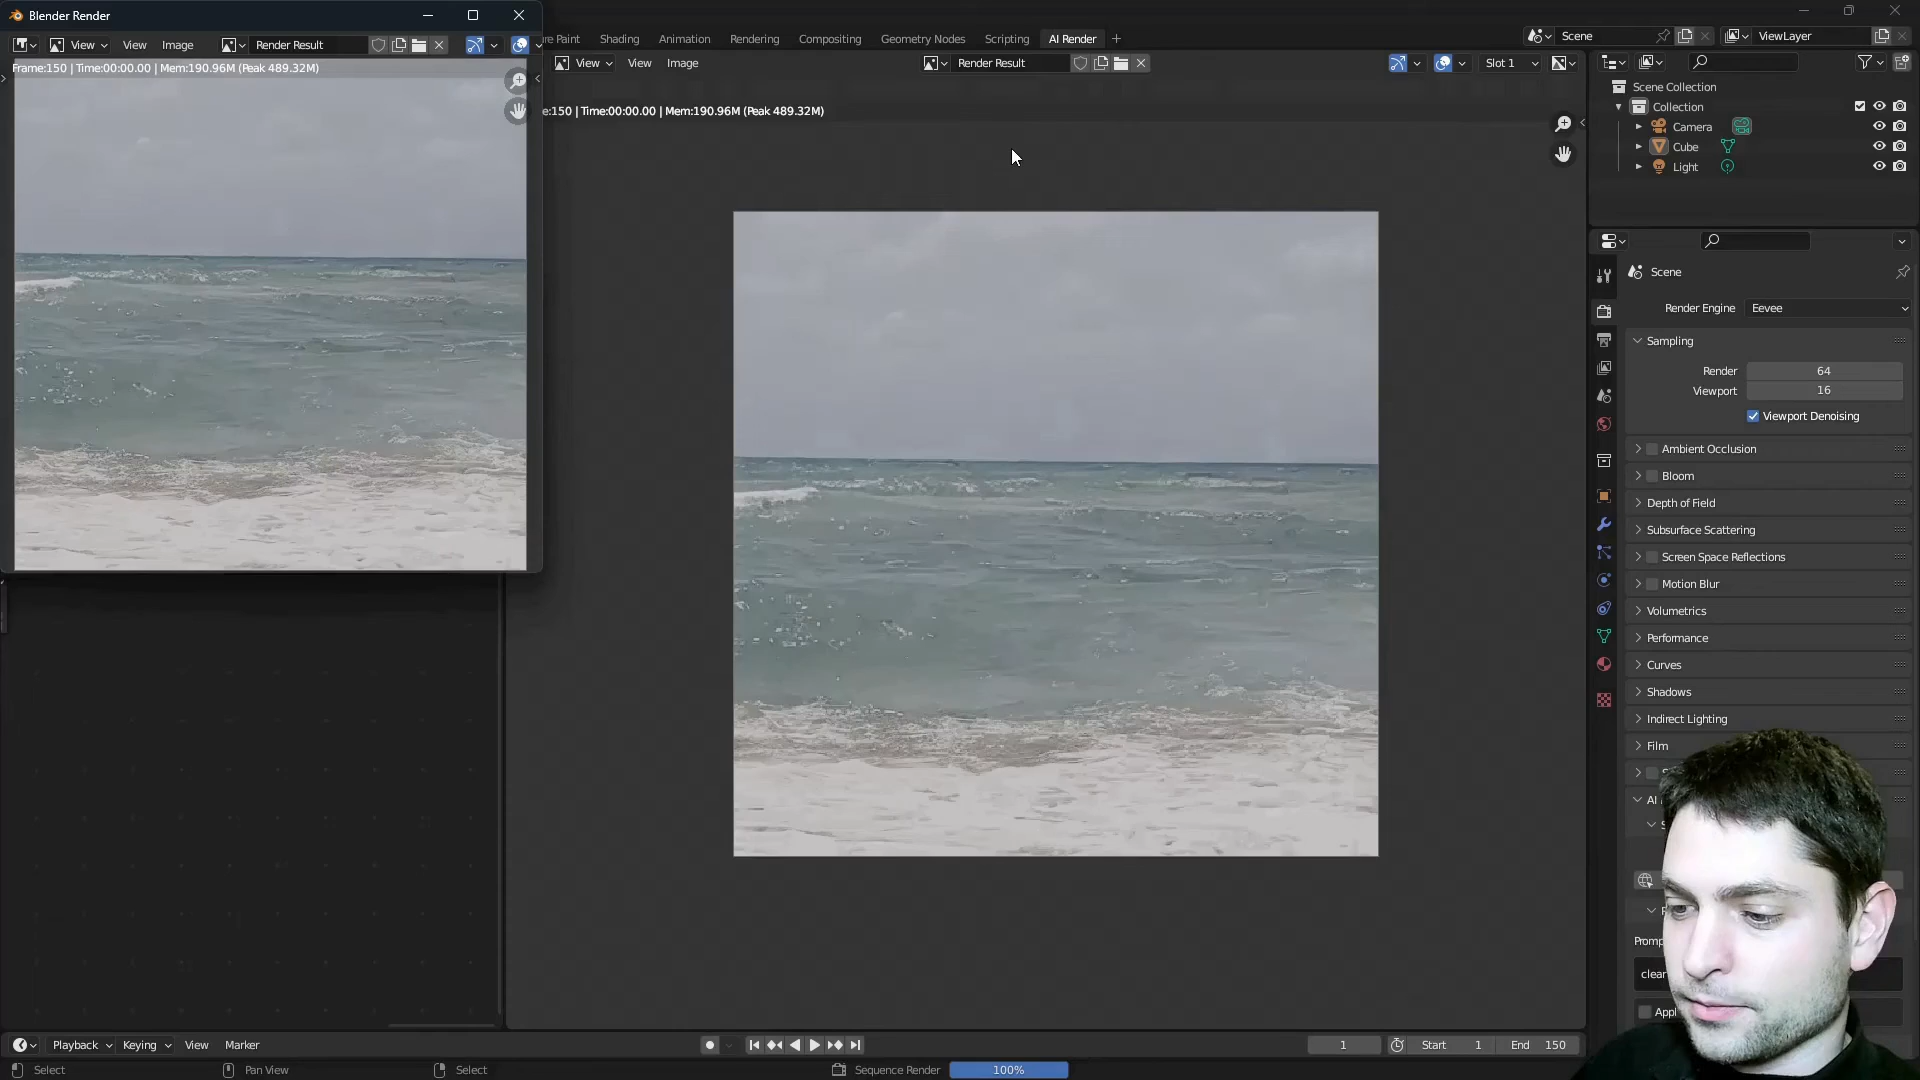 Blender Render
View View Image Render Result
Frame:150 | Time:00:00.00 | Mem:190.96M (Peak 489.32M)
Paint Shading Animation Rendering Compositing Geometry Nodes Scripting AI Render
Scene ViewLayer
View View Image Render Result Slot 1
e:150 | Time:00:00.00 | Mem:190.96M (Peak 489.32M)
Scene Collection
Collection
Camera
Cube
Light
Scene
Render Engine Eevee
Sampling
Render 64
Viewport 16
Viewport Denoising
Ambient Occlusion
Bloom
Depth of Field
Subsurface Scattering
Screen Space Reflections
Motion Blur
Volumetrics
Performance
Curves
Shadows
Indirect Lighting
Film
AI
Promp
clear
Appl
Playback Keying View Marker
1 Start 1 End 150
Select Pan View Select Sequence Render 100%